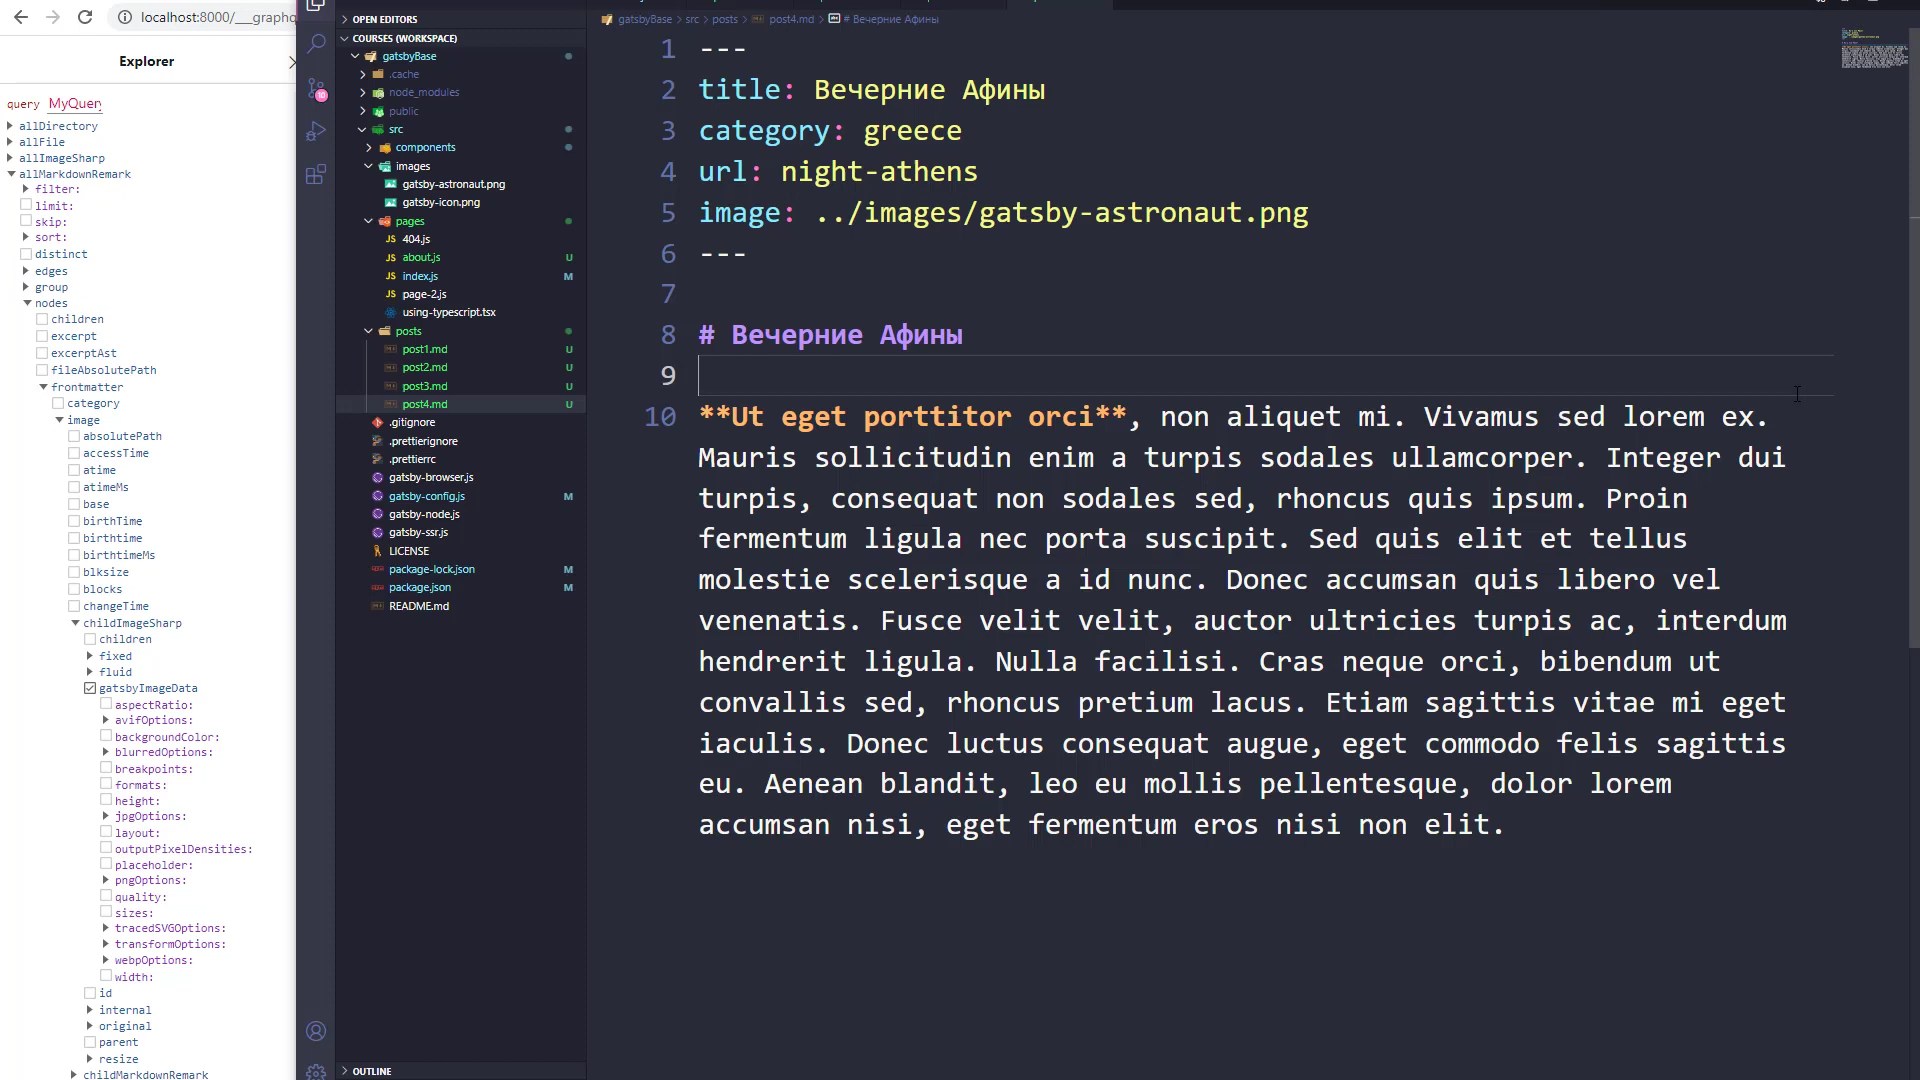 localhost:8000/___grapho
Explorer
query MyQuery
allDirectory
allFile
allImageSharp
allMarkdownRemark
filter:
limit:
skip:
sort:
distinct
edges
group
nodes
children
excerpt
excerptAst
fileAbsolutePath
frontmatter
category
image
absolutePath
accessTime
atime
atimeMs
base
birthTime
birthtime
birthtimeMs
blksize
blocks
changeTime
childImageSharp
children
fixed
fluid
gatsbyImageData
aspectRatio:
avifOptions:
backgroundColor:
blurredOptions:
breakpoints:
formats:
height:
jpgOptions:
layout:
outputPixelDensities:
placeholder:
pngOptions:
quality:
sizes:
tracedSVGOptions:
transformOptions:
webpOptions:
width:
id
internal
original
parent
resize
childMarkdownRemark
10
OPEN EDITORS
COURSES (WORKSPACE)
gatsbyBase
.cache
node_modules
public
src
components
images
gatsby-astronaut.png
gatsby-icon.png
pages
JS 404.js
JS about.js U
JS index.js M
JS page-2.js
using-typescript.tsx
posts
post1.md U
post2.md U
post3.md U
post4.md U
.gitignore
.prettierignore
.prettierrc
gatsby-browser.js
gatsby-config.js M
gatsby-node.js
gatsby-ssr.js
LICENSE
package-lock.json M
package.json M
README.md
OUTLINE
gatsbyBase > src > posts > post4.md > # Вечерние Афины
1 ---
2 title: Вечерние Афины
3 category: greece
4 url: night-athens
5 image: ../images/gatsby-astronaut.png
6 ---
7
8 # Вечерние Афины
9
10 **Ut eget porttitor orci**, non aliquet mi. Vivamus sed lorem ex.
Mauris sollicitudin enim a turpis sodales ullamcorper. Integer dui
turpis, consequat non sodales sed, rhoncus quis ipsum. Proin
fermentum ligula nec porta suscipit. Sed quis elit et tellus
molestie scelerisque a id nunc. Donec accumsan quis libero vel
venenatis. Fusce velit velit, auctor ultricies turpis ac, interdum
hendrerit ligula. Nulla facilisi. Cras neque orci, bibendum ut
convallis sed, rhoncus pretium lacus. Etiam sagittis vitae mi eget
iaculis. Donec luctus consequat augue, eget commodo felis sagittis
eu. Aenean blandit, leo eu mollis pellentesque, dolor lorem
accumsan nisi, eget fermentum eros nisi non elit.